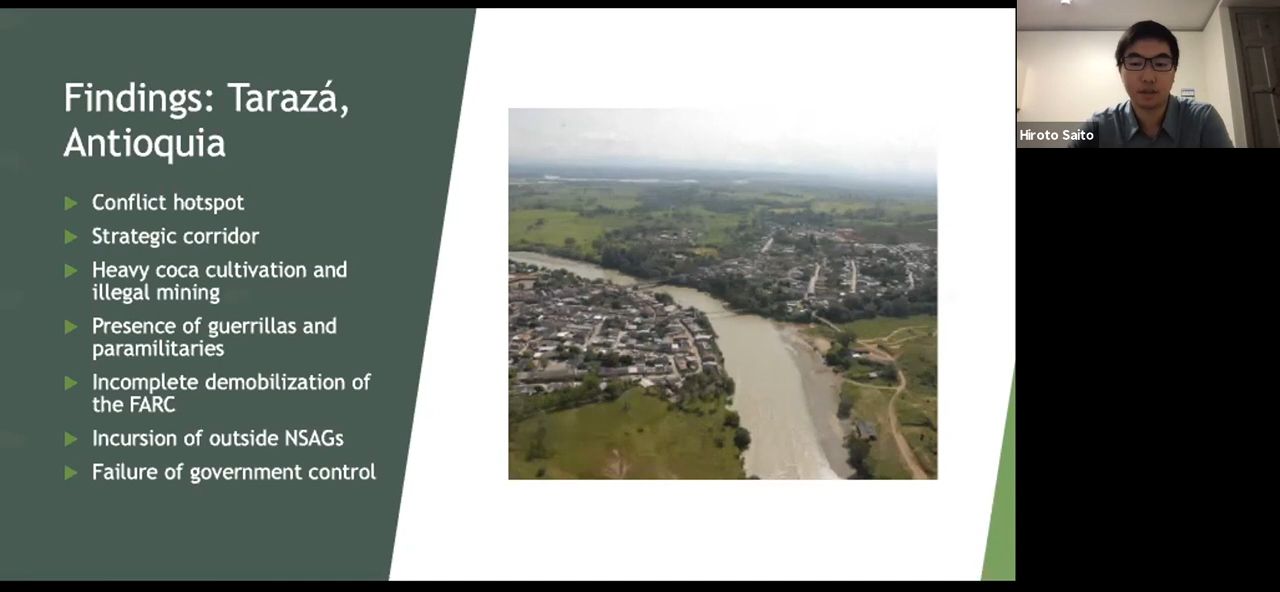 Findings: Tarazá,
Antioquia
Conflict hotspot
Strategic corridor
Heavy coca cultivation and
illegal mining
Presence of guerrillas and
paramilitaries
Incomplete demobilization of
the FARC
Incursion of outside NSAGs
Failure of government control
Hiroto Saito